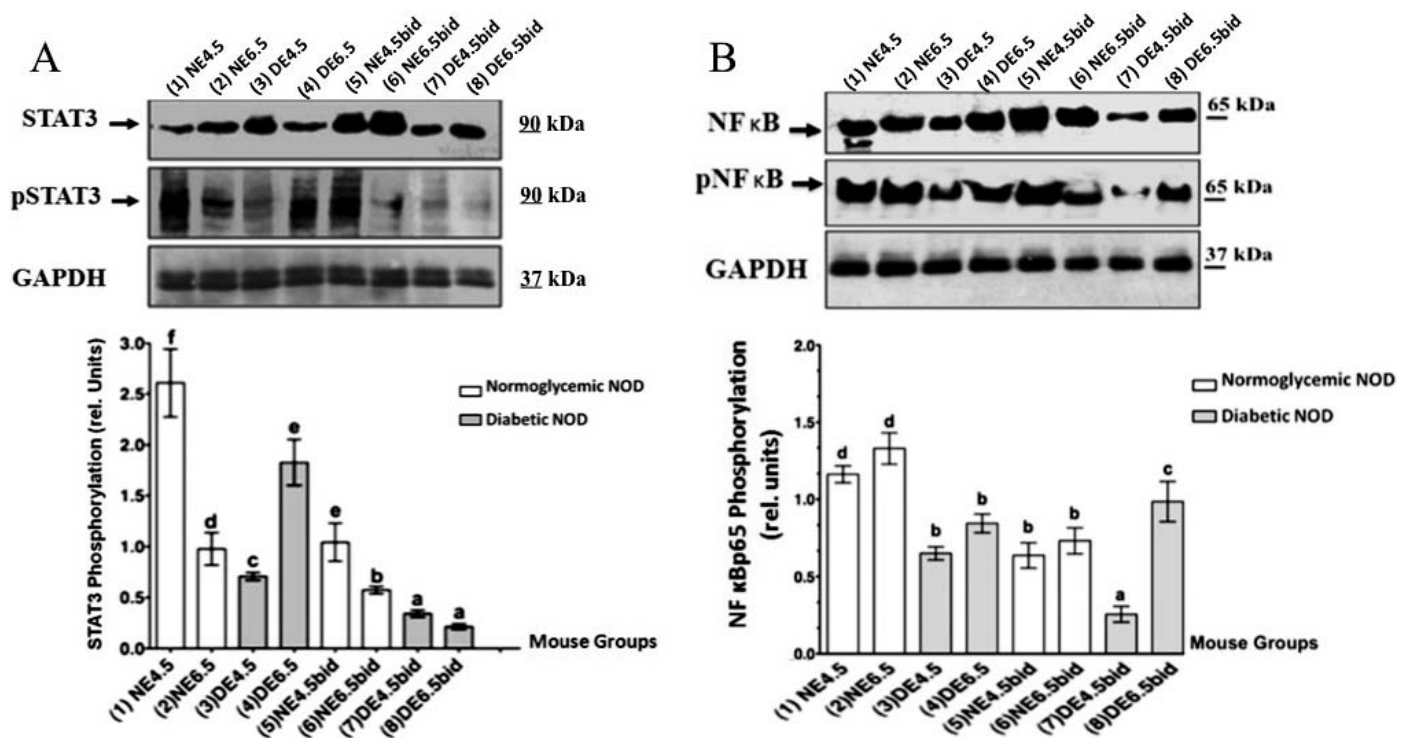 A
(1) NE4.5
(2) NE6.5
(3) DE4.5
(4) DE6.5
(5) NE4.5bid
(6) NE6.5bid
(7) DE4.5bid
(8) DE6.5bid
STAT3
90 kDa
pSTAT3
90 kDa
GAPDH
37 kDa
STAT3 Phosphorylation (rel. Units)
3.0
2.5
2.0
1.5
1.0
0.5
0.0
f
d
c
e
e
b
a
a
Normoglycemic NOD
Diabetic NOD
Mouse Groups
(1) NE4.5
(2)NE6.5
(3)DE4.5
(4)DE6.5
(5)NE4.5bid
(6)NE6.5bid
(7)DE4.5bid
(8)DE6.5bid
B
(1) NE4.5
(2) NE6.5
(3) DE4.5
(4) DE6.5
(5) NE4.5bid
(6) NE6.5bid
(7) DE4.5bid
(8) DE6.5bid
NFκB
65 kDa
pNFκB
65 kDa
GAPDH
37 kDa
NF κBp65 Phosphorylation
(rel. units)
2.0
1.5
1.0
0.5
0.0
d
d
b
b
b
b
a
c
Normoglycemic NOD
Diabetic NOD
Mouse Groups
(1) NE4.5
(2)NE6.5
(3)DE4.5
(4)DE6.5
(5)NE4.5bid
(6)NE6.5bid
(7)DE4.5bid
(8)DE6.5bid